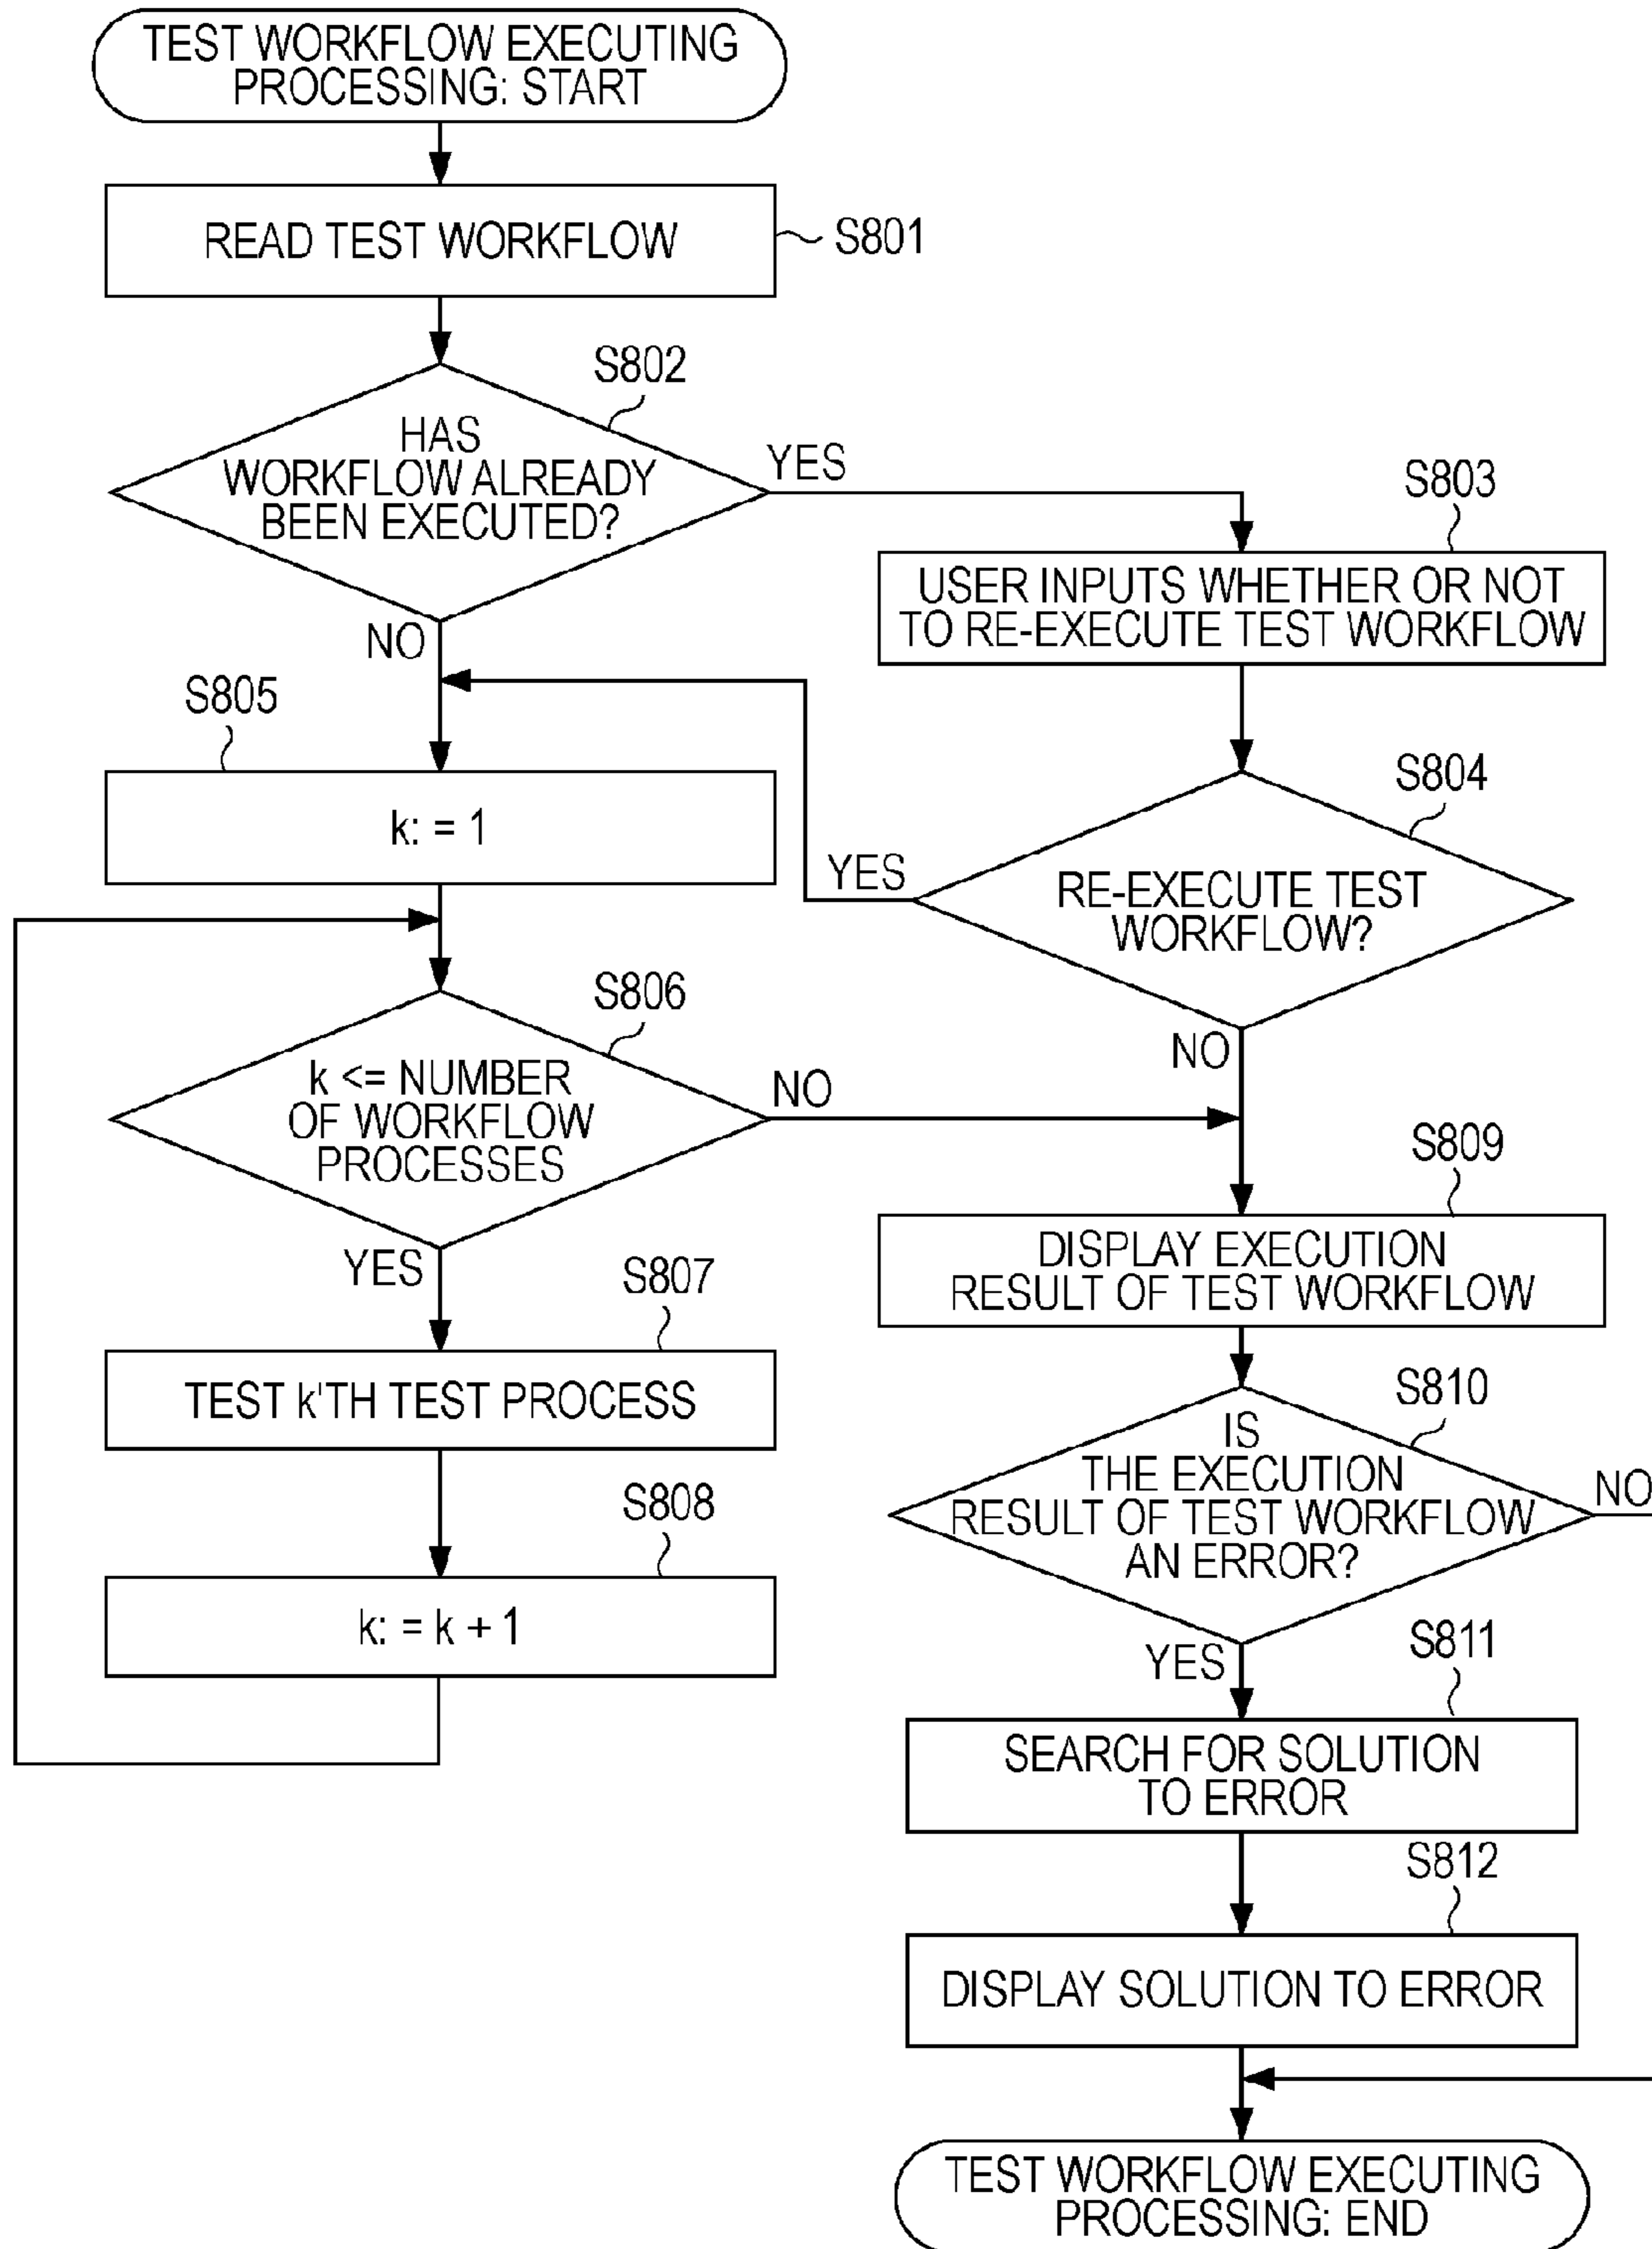 TEST WORKFLOW EXECUTING
PROCESSING: START
READ TEST WORKFLOW
S801
S802
HAS
WORKFLOW ALREADY
BEEN EXECUTED?
YES
NO
S803
USER INPUTS WHETHER OR NOT
TO RE-EXECUTE TEST WORKFLOW
S804
RE-EXECUTE TEST
WORKFLOW?
YES
NO
S805
k: = 1
S806
k <= NUMBER
OF WORKFLOW
PROCESSES
NO
YES
S807
TEST k'TH TEST PROCESS
S808
k: = k + 1
S809
DISPLAY EXECUTION
RESULT OF TEST WORKFLOW
S810
IS
THE EXECUTION
RESULT OF TEST WORKFLOW
AN ERROR?
NO
YES
S811
SEARCH FOR SOLUTION
TO ERROR
S812
DISPLAY SOLUTION TO ERROR
TEST WORKFLOW EXECUTING
PROCESSING: END